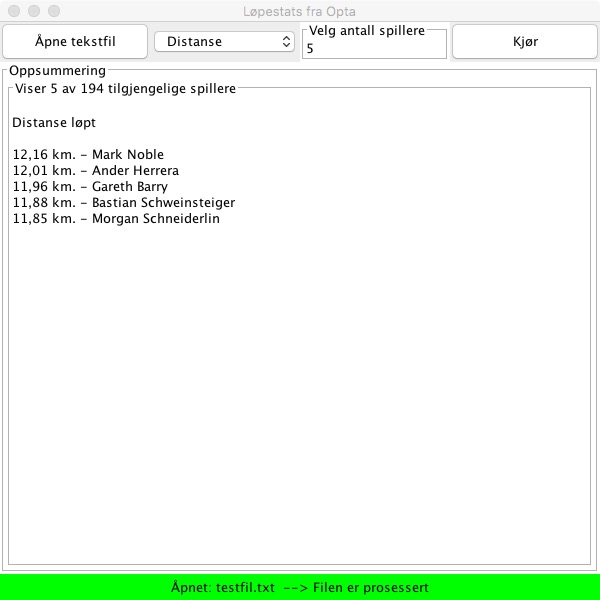 Løpestats fra Opta
Åpne tekstfil
Distanse
Velg antall spillere
5
Kjør
Oppsummering
Viser 5 av 194 tilgjengelige spillere
Distanse løpt
12,16 km. – Mark Noble
12,01 km. – Ander Herrera
11,96 km. – Gareth Barry
11,88 km. – Bastian Schweinsteiger
11,85 km. – Morgan Schneiderlin
Åpnet: testfil.txt --> Filen er prosessert